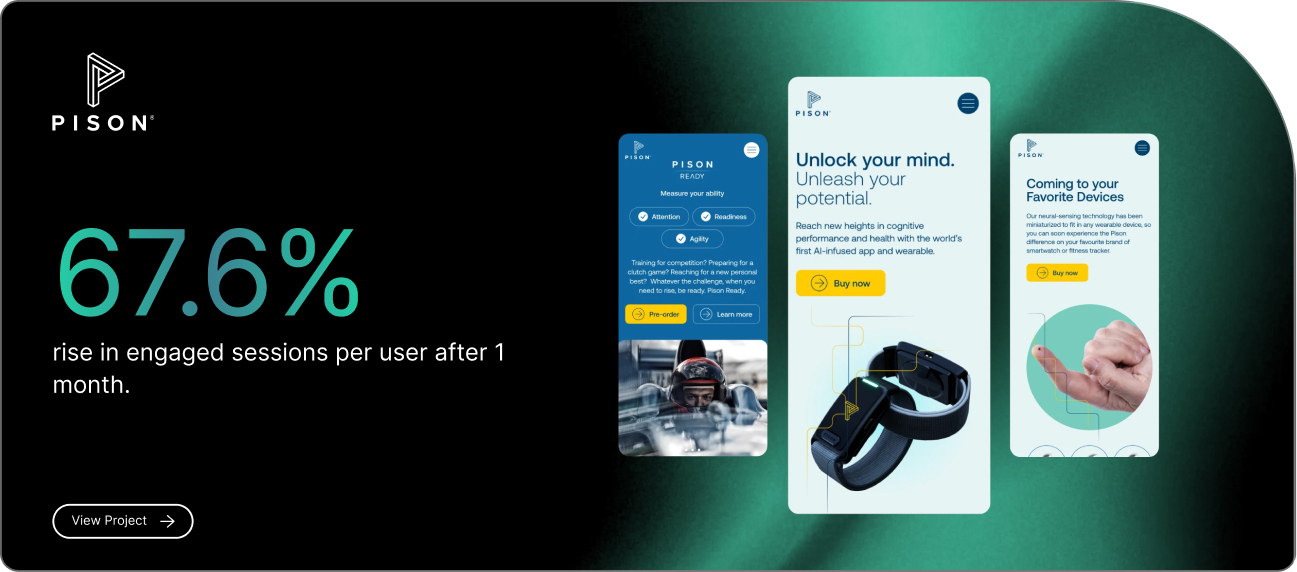 PISON®
67.6%
rise in engaged sessions per user after 1
month.
View Project
PISON
PISON
READY
Measure your ability
Attention
Readiness
Agility
Training for competition? Preparing for a
clutch game? Reaching for a new personal
best? Whatever the challenge, when you
need to rise, be ready. Pison Ready.
Pre-order
Learn more
PISON
Unlock your mind.
Unleash your
potential.
Reach new heights in cognitive
performance and health with the world's
first AI-infused app and wearable.
Buy now
PISON
Coming to your
Favorite Devices
Our neural-sensing technology has been
miniaturized to fit in any wearable device, so
you can soon experience the Pison
difference on your favourite brand of
smartwatch or fitness tracker.
Buy now